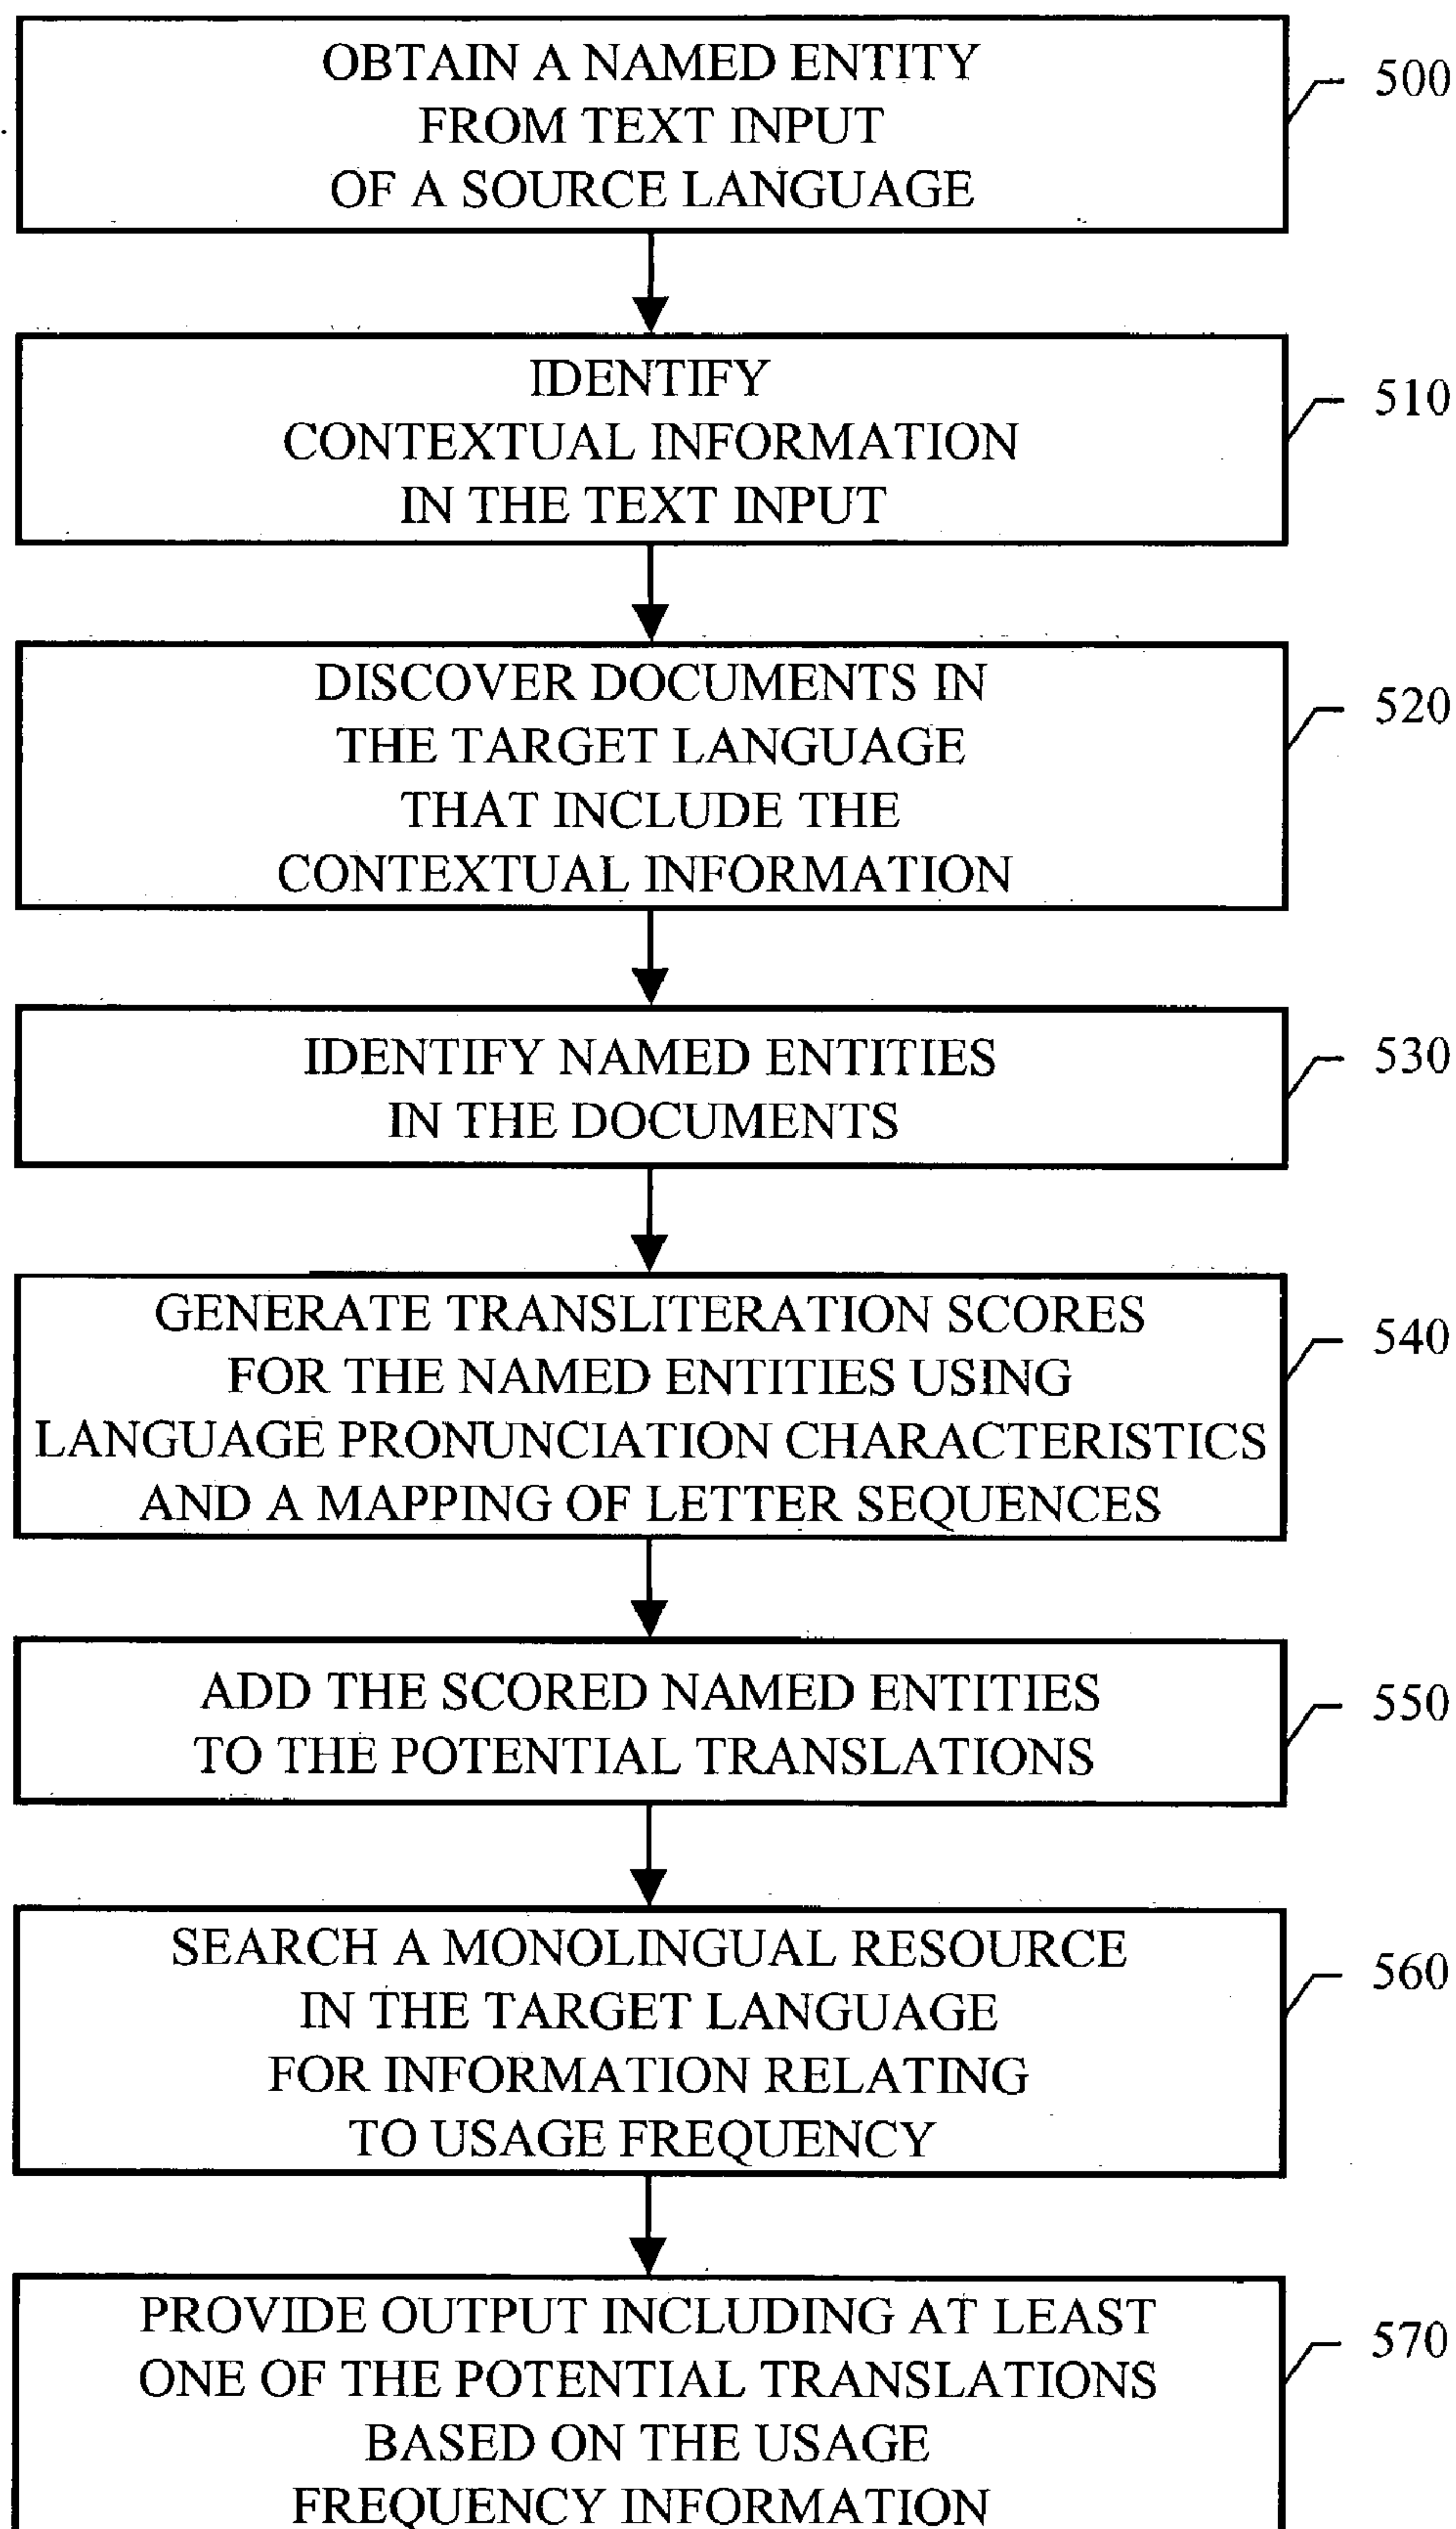 OBTAIN A NAMED ENTITY
FROM TEXT INPUT
OF A SOURCE LANGUAGE
500
IDENTIFY
CONTEXTUAL INFORMATION
IN THE TEXT INPUT
510
DISCOVER DOCUMENTS IN
THE TARGET LANGUAGE
THAT INCLUDE THE
CONTEXTUAL INFORMATION
520
IDENTIFY NAMED ENTITIES
IN THE DOCUMENTS
530
GENERATE TRANSLITERATION SCORES
FOR THE NAMED ENTITIES USING
LANGUAGE PRONUNCIATION CHARACTERISTICS
AND A MAPPING OF LETTER SEQUENCES
540
ADD THE SCORED NAMED ENTITIES
TO THE POTENTIAL TRANSLATIONS
550
SEARCH A MONOLINGUAL RESOURCE
IN THE TARGET LANGUAGE
FOR INFORMATION RELATING
TO USAGE FREQUENCY
560
PROVIDE OUTPUT INCLUDING AT LEAST
ONE OF THE POTENTIAL TRANSLATIONS
BASED ON THE USAGE
FREQUENCY INFORMATION
570